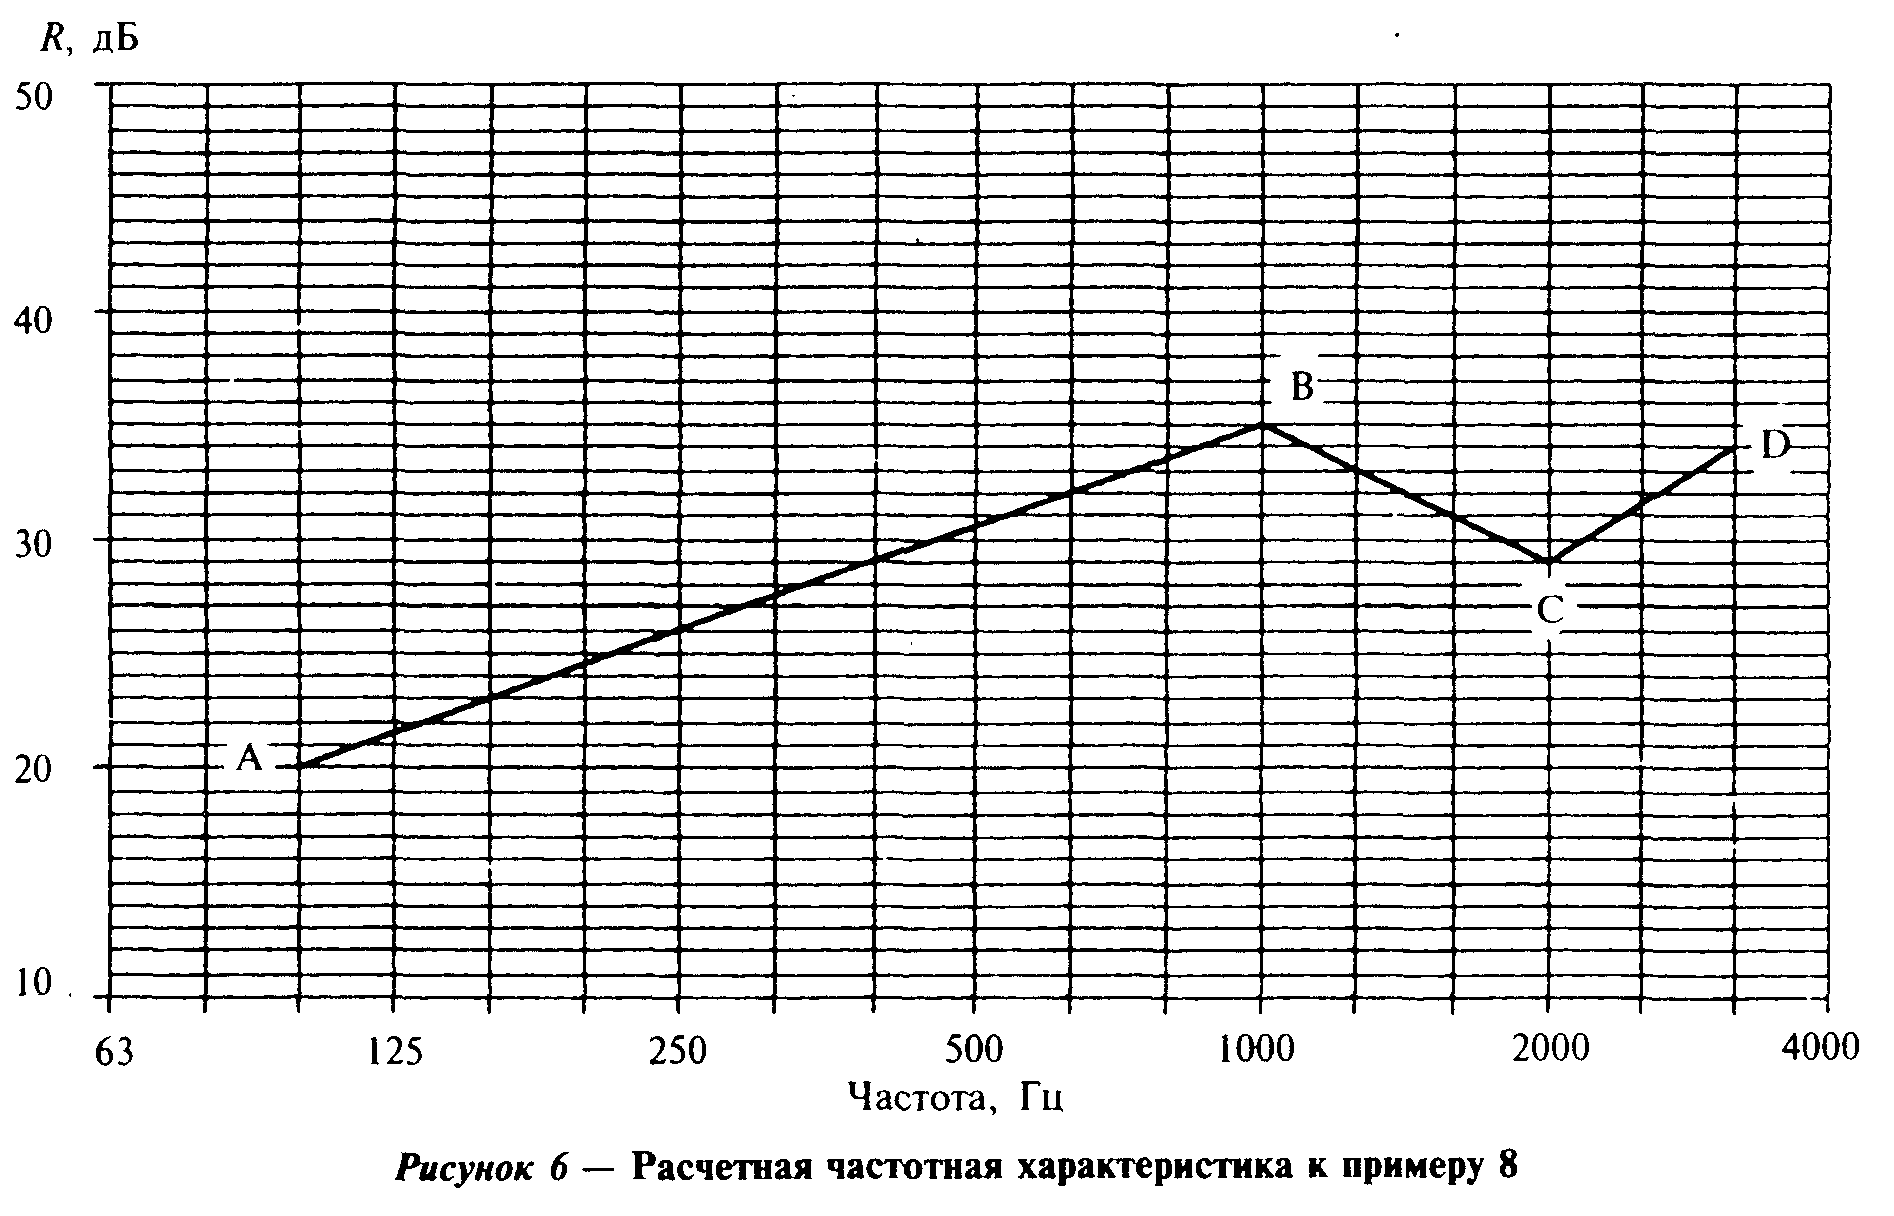 R, дБ
50
40
B
D
30
C
A
20
10
63 125 250 500 1000 2000 4000
Частота, Гц
Рисунок 6 — Расчетная частотная характеристика к примеру 8